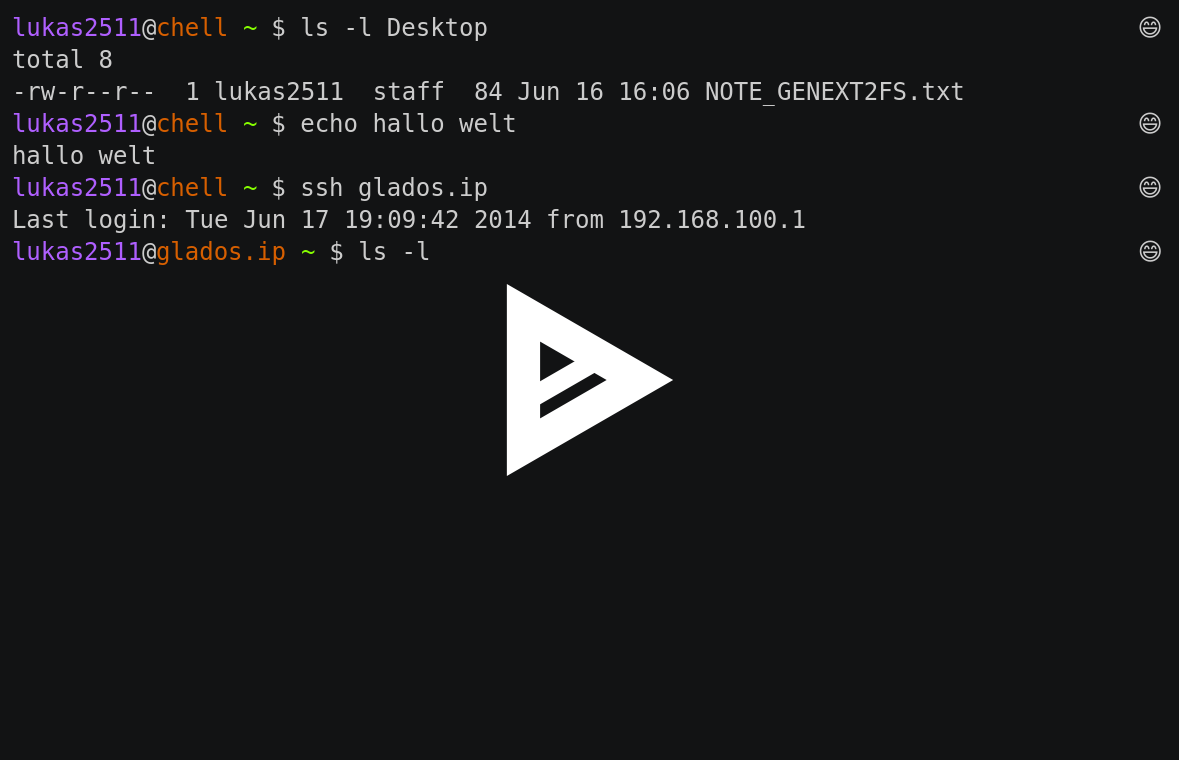 lukas2511@chell ~ $ ls -l Desktop 😄
total 8
-rw-r--r--  1 lukas2511  staff  84 Jun 16 16:06 NOTE_GENEXT2FS.txt
lukas2511@chell ~ $ echo hallo welt 😄
hallo welt
lukas2511@chell ~ $ ssh glados.ip 😄
Last login: Tue Jun 17 19:09:42 2014 from 192.168.100.1
lukas2511@glados.ip ~ $ ls -l 😄